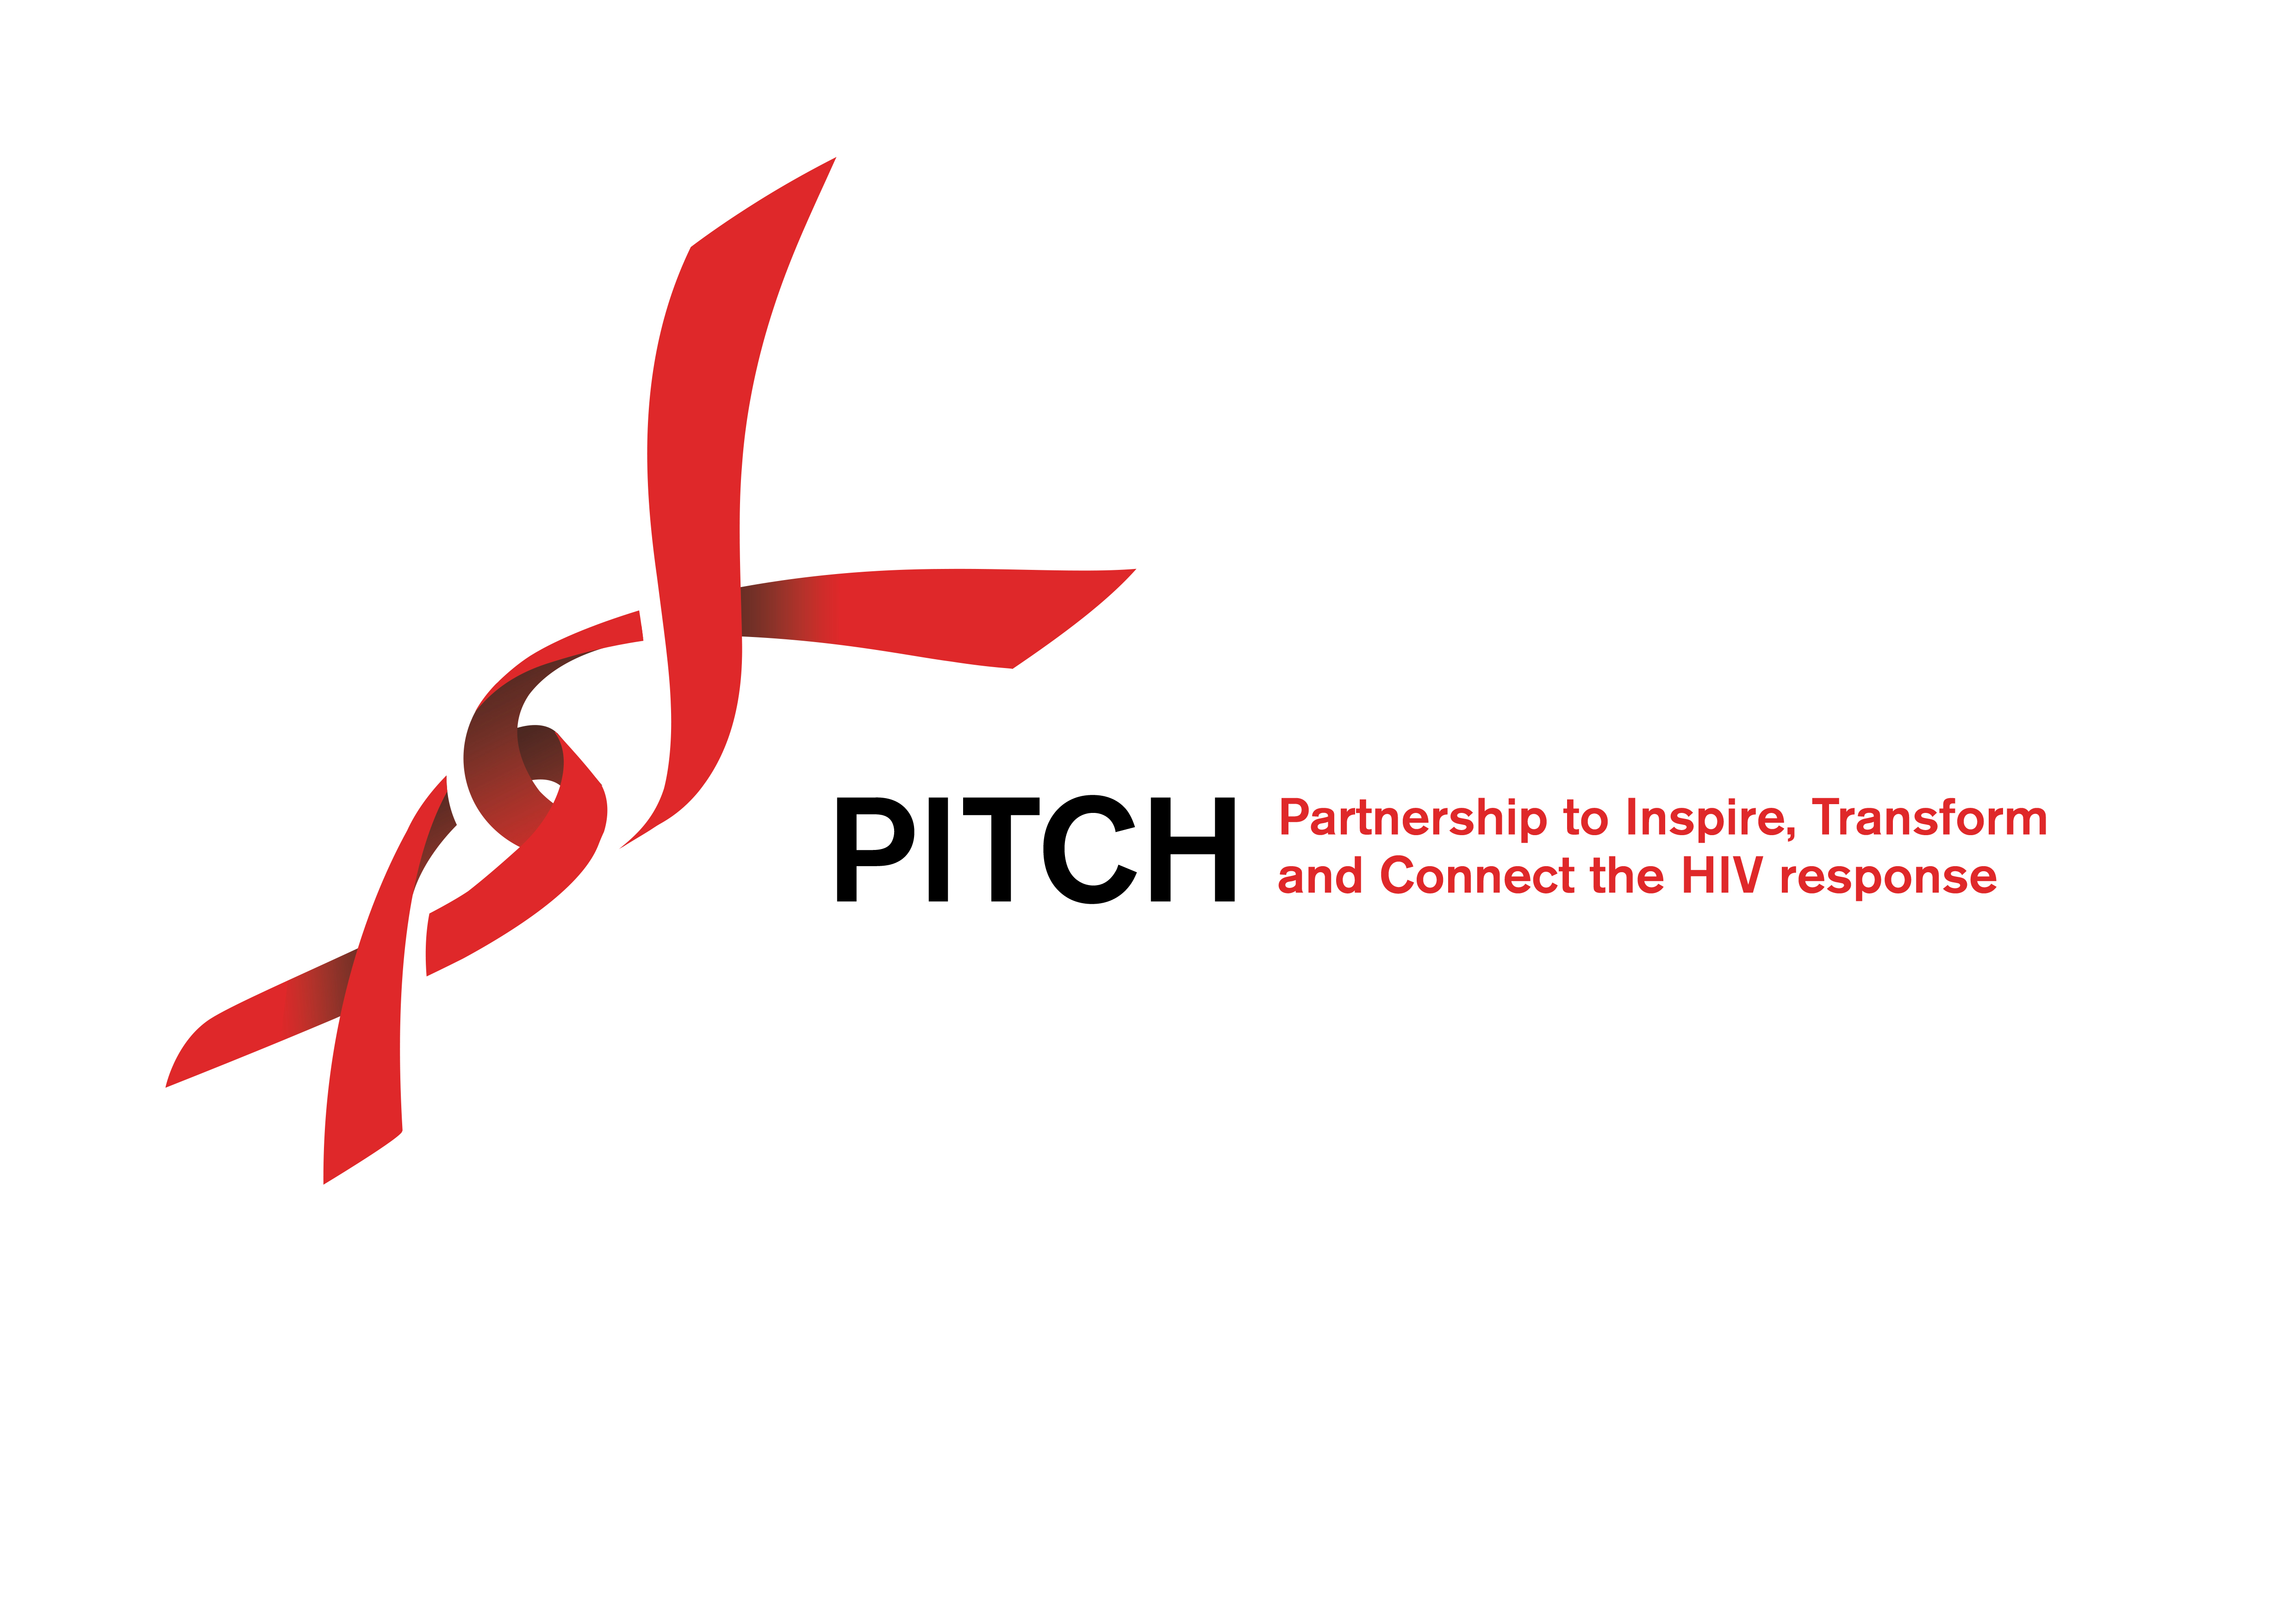 PITCH
Partnership to Inspire, Transform
and Connect the HIV response